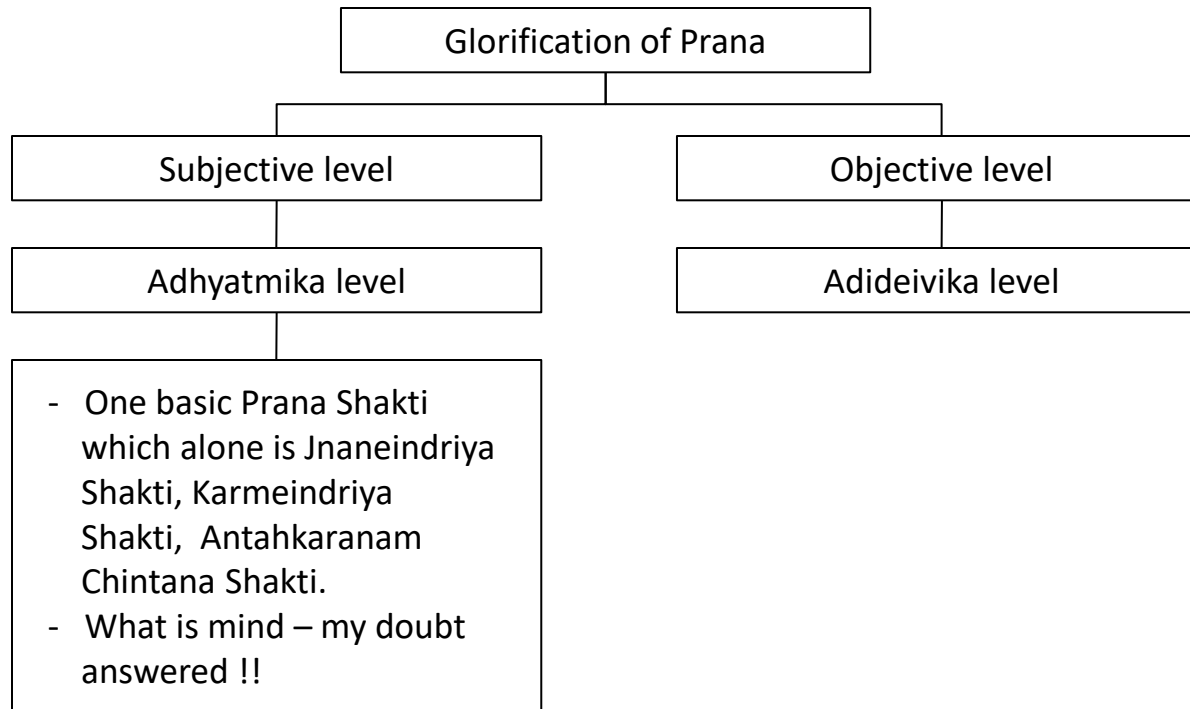 Glorification of Prana
Subjective level
Objective level
Adhyatmika level
Adideivika level
- One basic Prana Shakti
which alone is Jnaneindriya
Shakti, Karmeindriya
Shakti, Antahkaranam
Chintana Shakti.
- What is mind – my doubt
answered !!